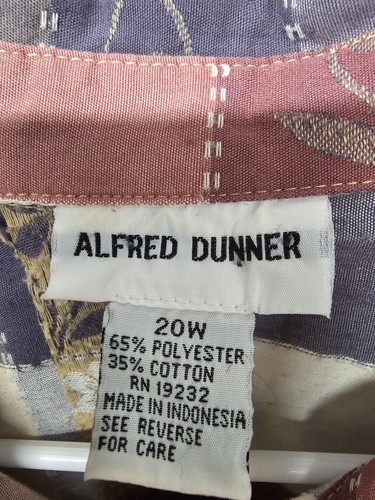 ALFRED DUNNER
20W
65% POLYESTER
35% COTTON
RN 19232
MADE IN INDONESIA
SEE REVERSE
FOR CARE